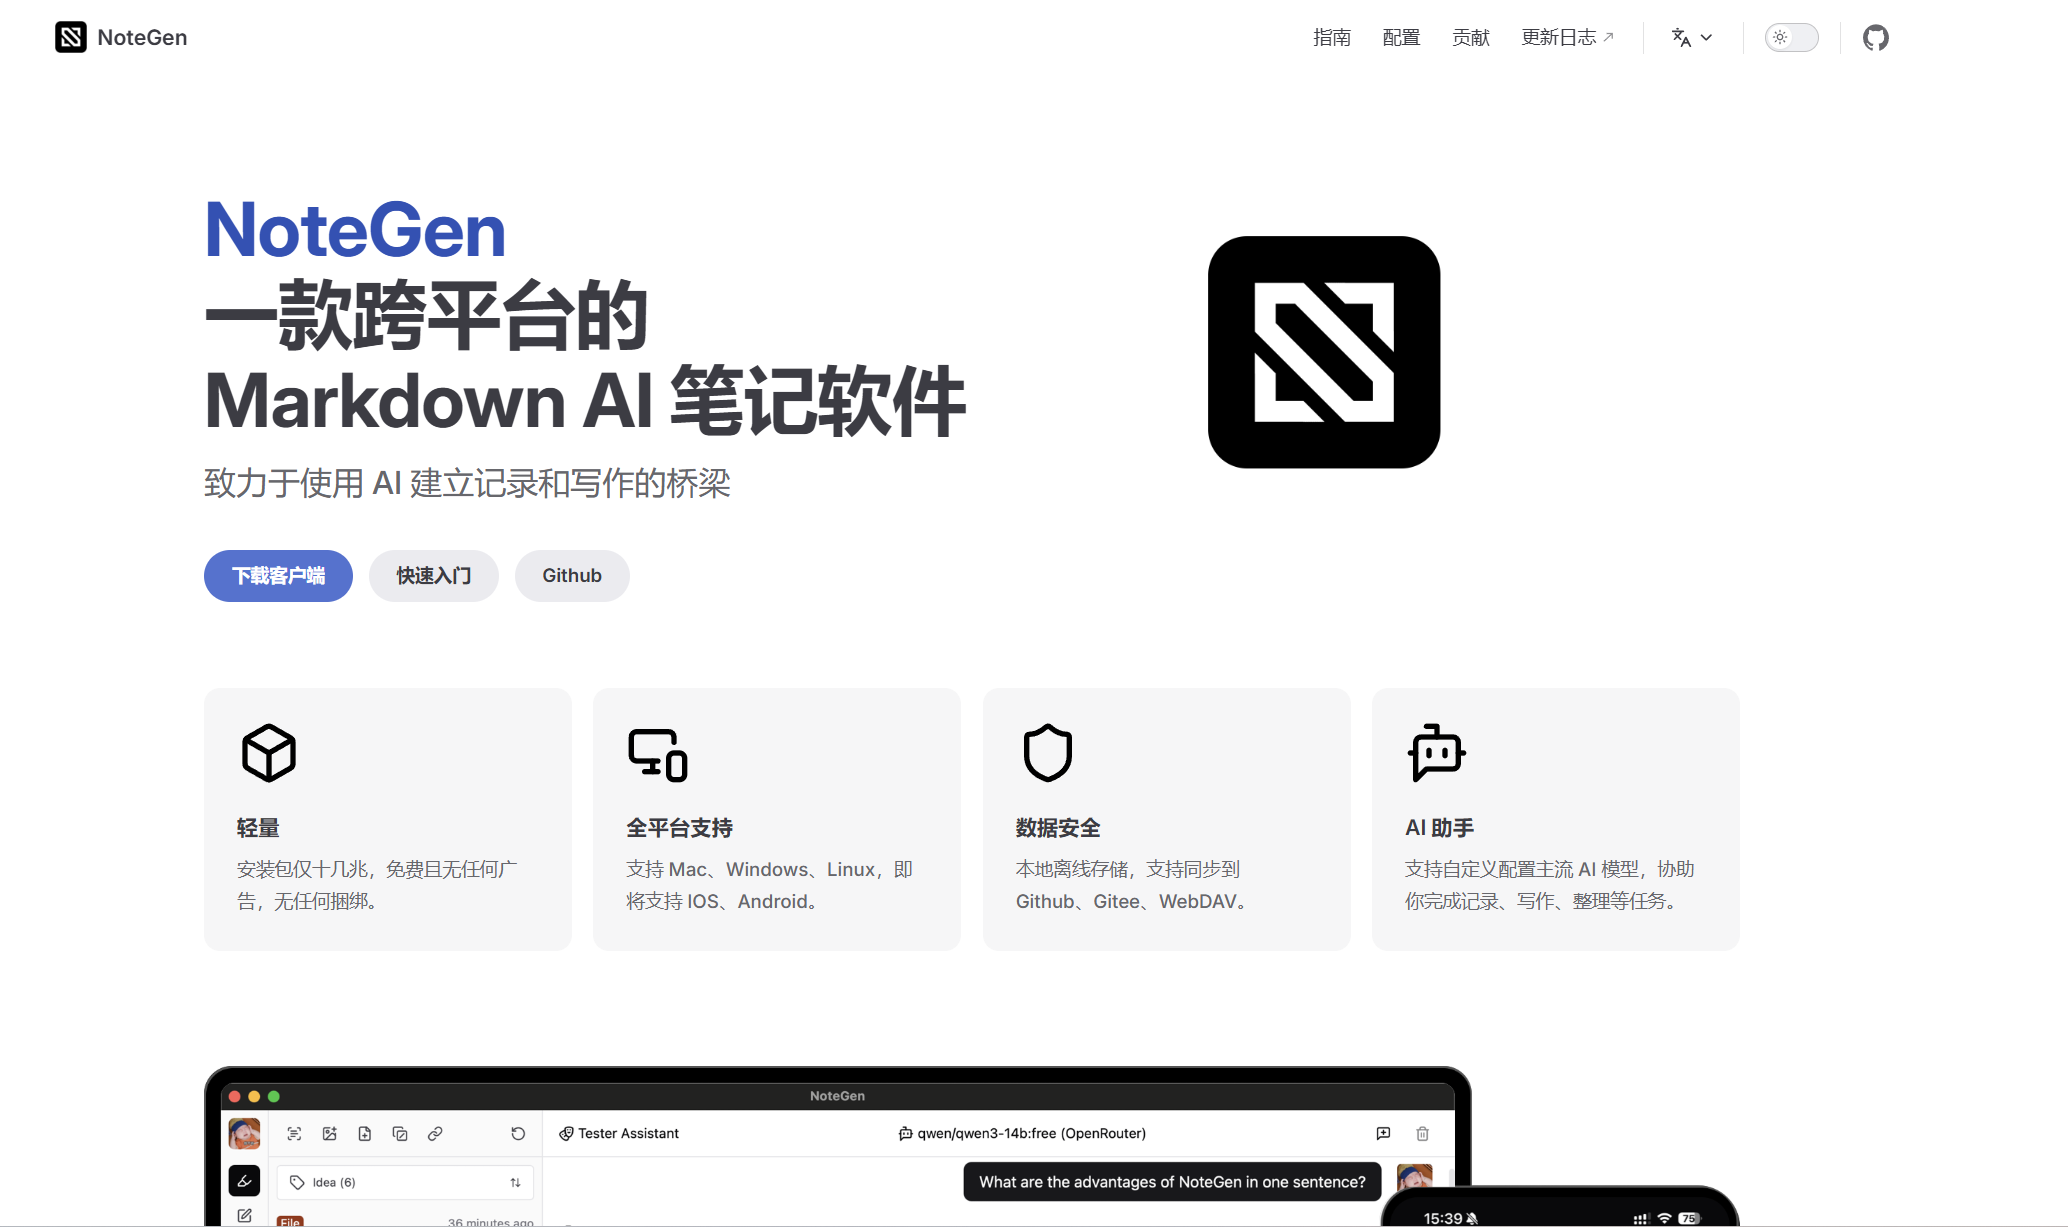 NoteGen
指南
配置
贡献
更新日志
NoteGen
一款跨平台的
Markdown AI 笔记软件
致力于使用 AI 建立记录和写作的桥梁
下载客户端
快速入门
Github
轻量
安装包仅十几兆，免费且无任何广
告，无任何捆绑。
全平台支持
支持 Mac、Windows、Linux，即
将支持 IOS、Android。
数据安全
本地离线存储，支持同步到
Github、Gitee、WebDAV。
AI 助手
支持自定义配置主流 AI 模型，协助
你完成记录、写作、整理等任务。
NoteGen
Tester Assistant
qwen/qwen3-14b:free (OpenRouter)
Idea (6)
What are the advantages of NoteGen in one sentence?
File
36 minutes ago
15:39
75